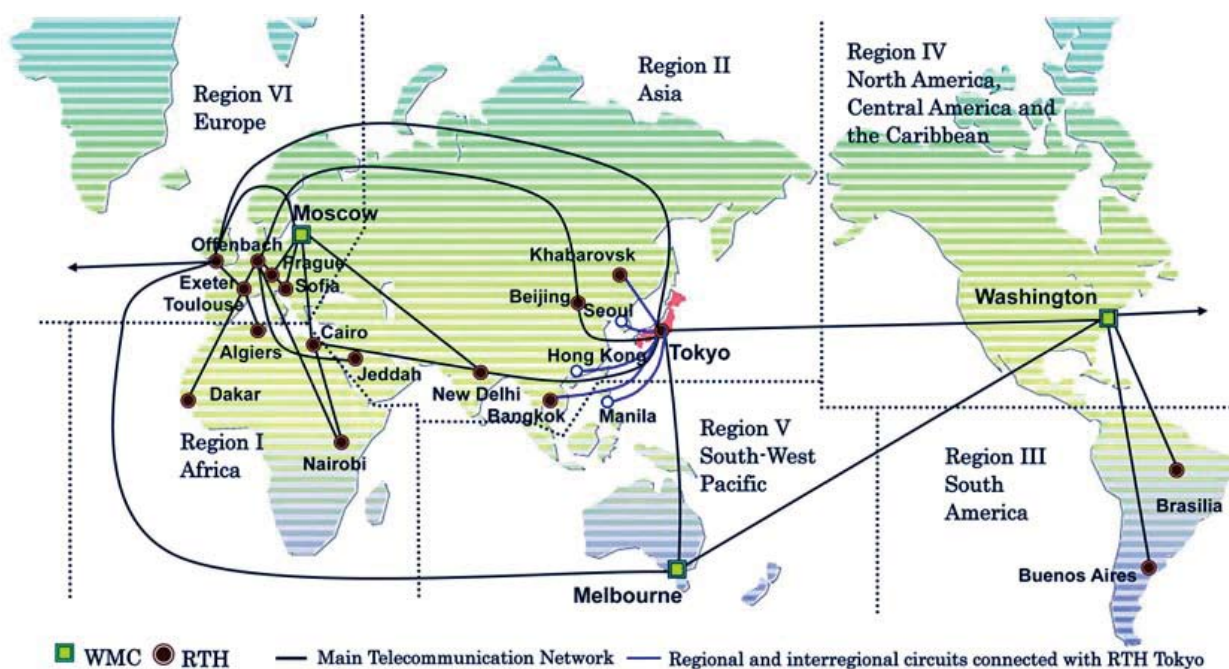 Region VI
Europe
Region II
Asia
Region IV
North America,
Central America and
the Caribbean
Moscow
Offenbach
Prague
Exeter
Sofia
Toulouse
Khabarovsk
Beijing
Seoul
Washington
Cairo
Algiers
Hong Kong
Tokyo
Jeddah
New Delhi
Dakar
Bangkok
Manila
Region I
Africa
Nairobi
Region V
South-West
Pacific
Region III
South
America
Brasilia
Buenos Aires
Melbourne
WMC
RTH
Main Telecommunication Network
Regional and interregional circuits connected with RTH Tokyo